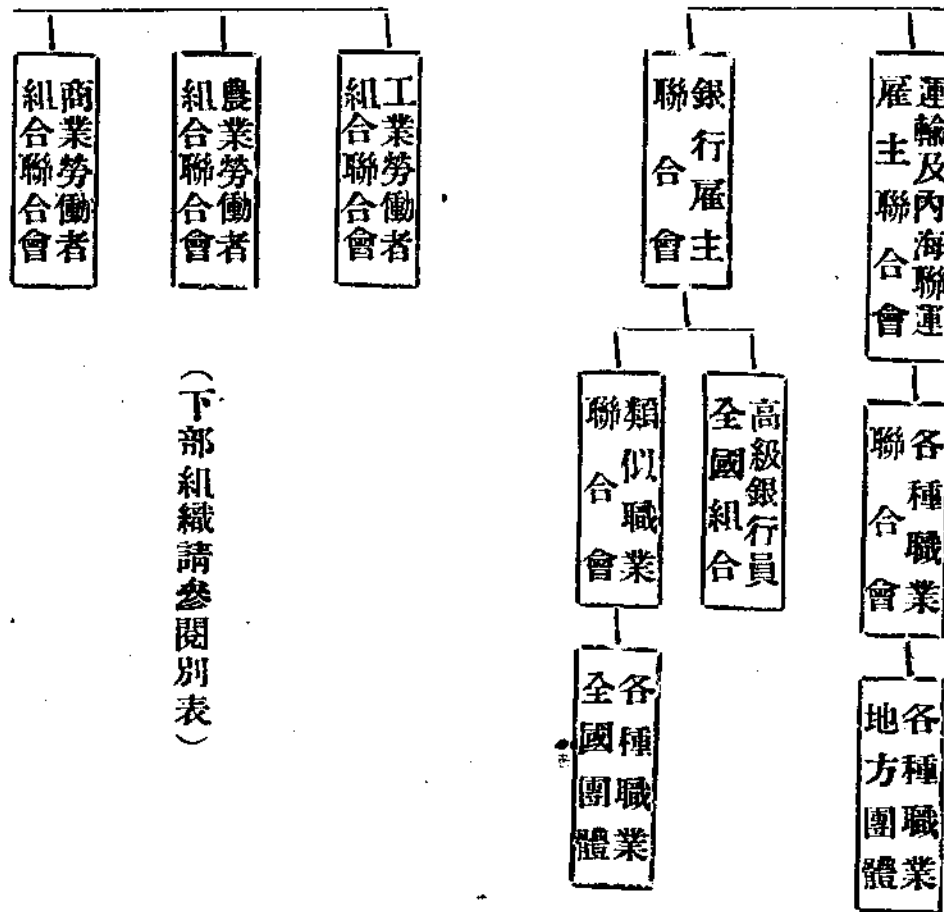 運輸及內海聯運
雇主聯合會
各種職業
聯合會
各種職業
地方團體
銀行雇主
聯合會
高級銀行員
全國組合
類似職業
聯合會
各種職業
全國團體
工業勞働者
組合聯合會
農業勞働者
組合聯合會
商業勞働者
組合聯合會
(下部組織請參閱別表)